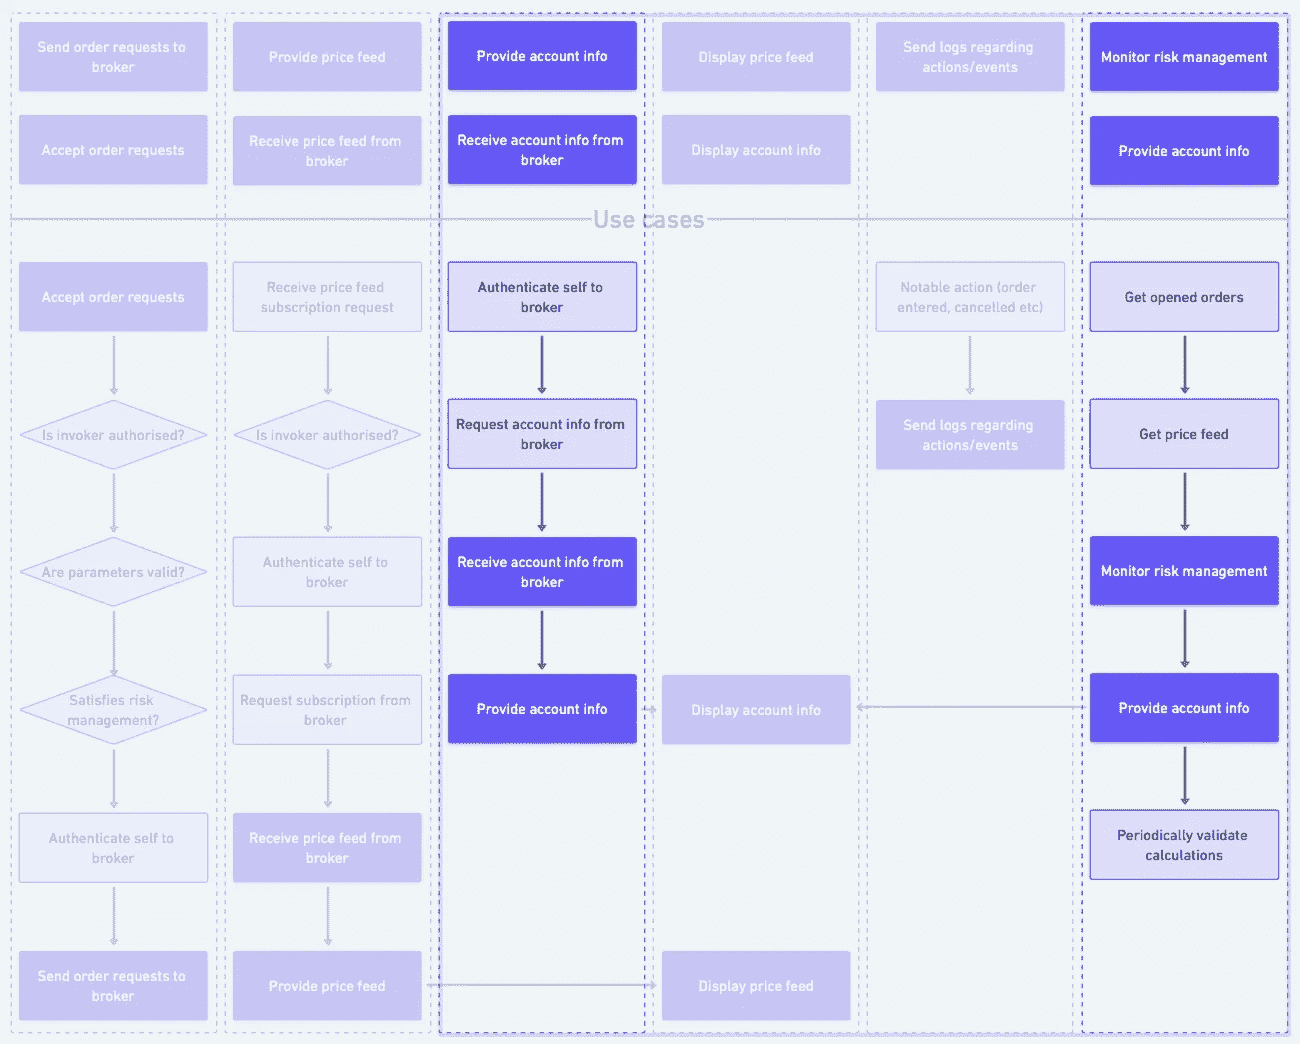 Send order requests to
broker
Provide price feed
Provide account info
Display price feed
Send logs regarding
actions/events
Monitor risk management
Accept order requests
Receive price feed from
broker
Receive account info from
broker
Display account info
Provide account info
Use cases
Accept order requests
Receive price feed
subscription request
Authenticate self to
broker
Notable action (order
entered, cancelled etc)
Get opened orders
Is invoker authorised?
Is invoker authorised?
Request account info from
broker
Send logs regarding
actions/events
Get price feed
Are parameters valid?
Authenticate self to
broker
Receive account info from
broker
Monitor risk management
Satisfies risk
management?
Request subscription from
broker
Provide account info
Display account info
Provide account info
Authenticate self to
broker
Receive price feed from
broker
Periodically validate
calculations
Send order requests to
broker
Provide price feed
Display price feed